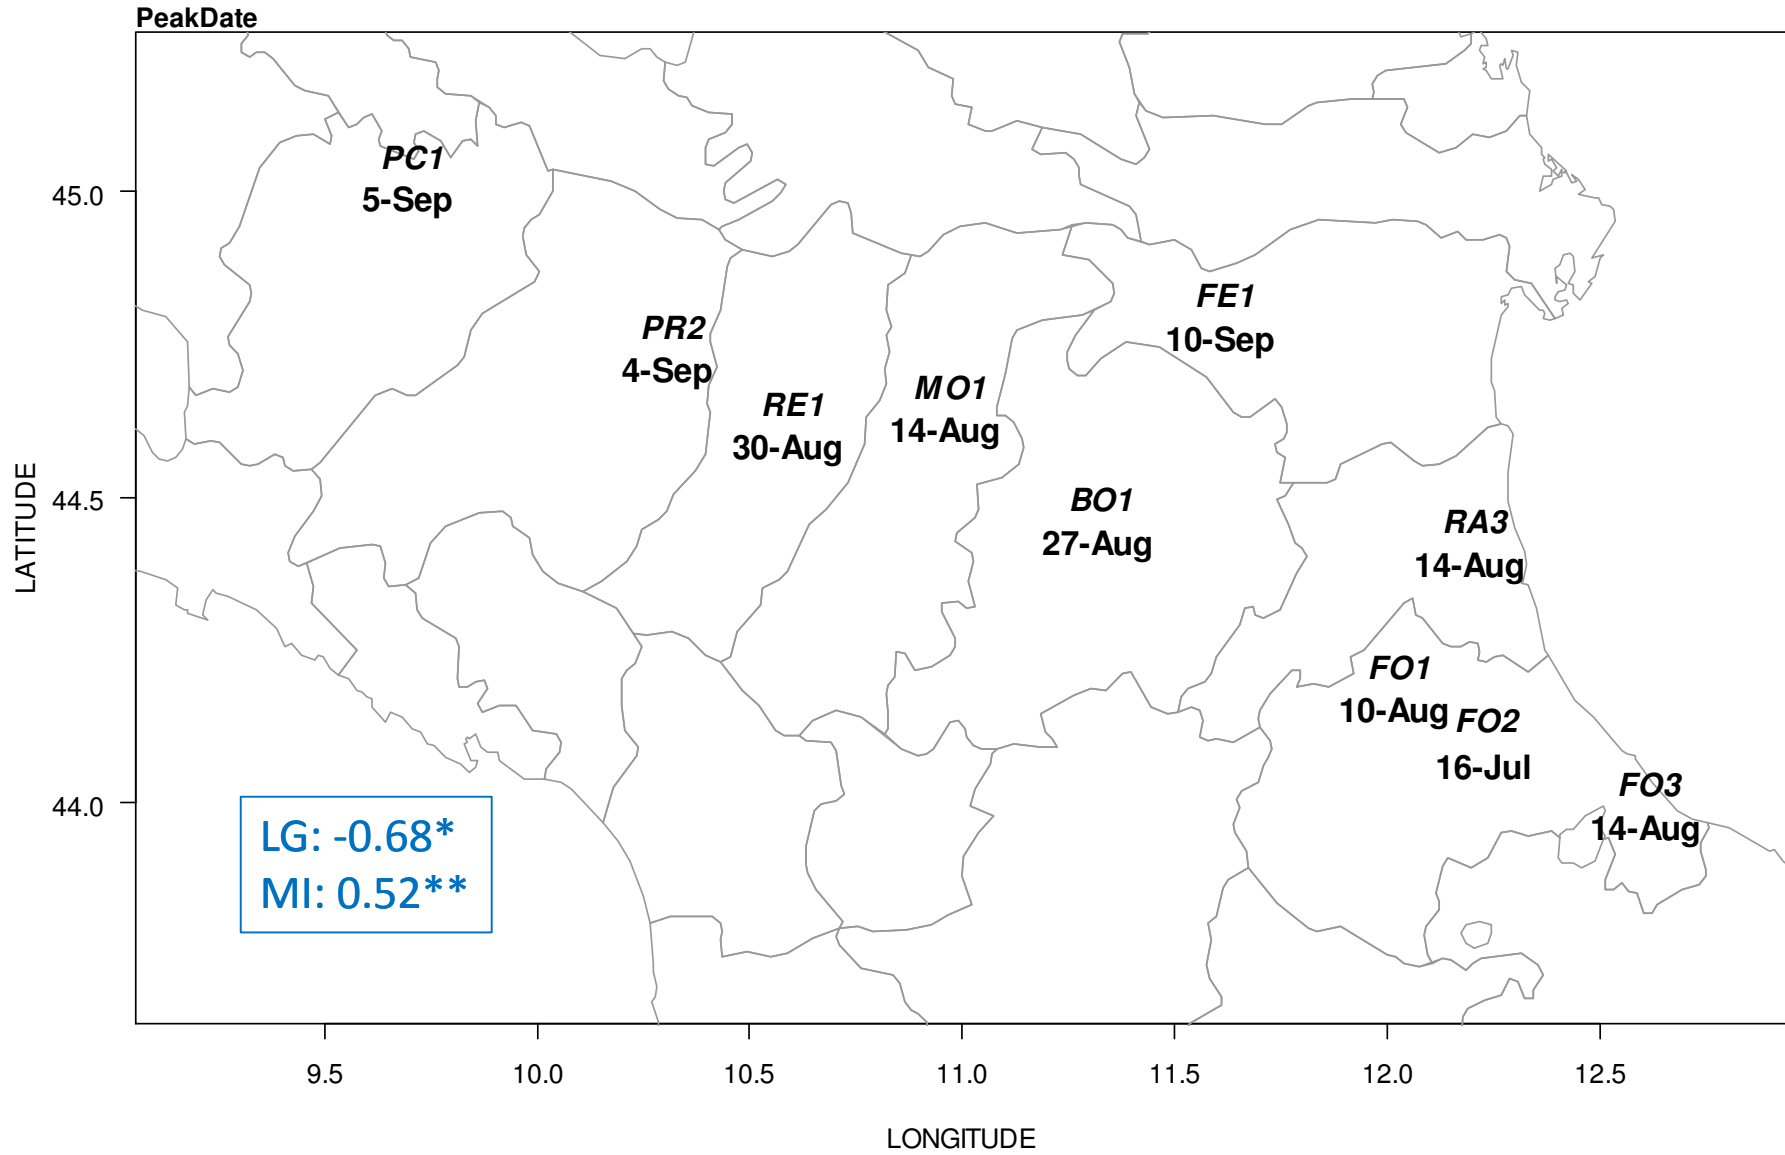 PeakDate
PC1
5-Sep
PR2
4-Sep
RE1
30-Aug
MO1
14-Aug
FE1
10-Sep
BO1
27-Aug
RA3
14-Aug
FO1
10-Aug
FO2
16-Jul
FO3
14-Aug
LG: -0.68*
MI: 0.52**
LATITUDE
45.0
44.5
44.0
9.5 10.0 10.5 11.0 11.5 12.0 12.5
LONGITUDE